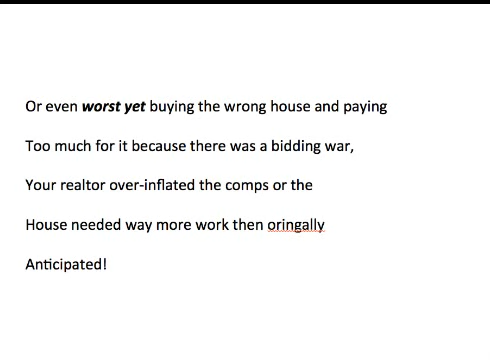 Or even worst yet buying the wrong house and paying
Too much for it because there was a bidding war,
Your realtor over-inflated the comps or the
House needed way more work then oringally
Anticipated!